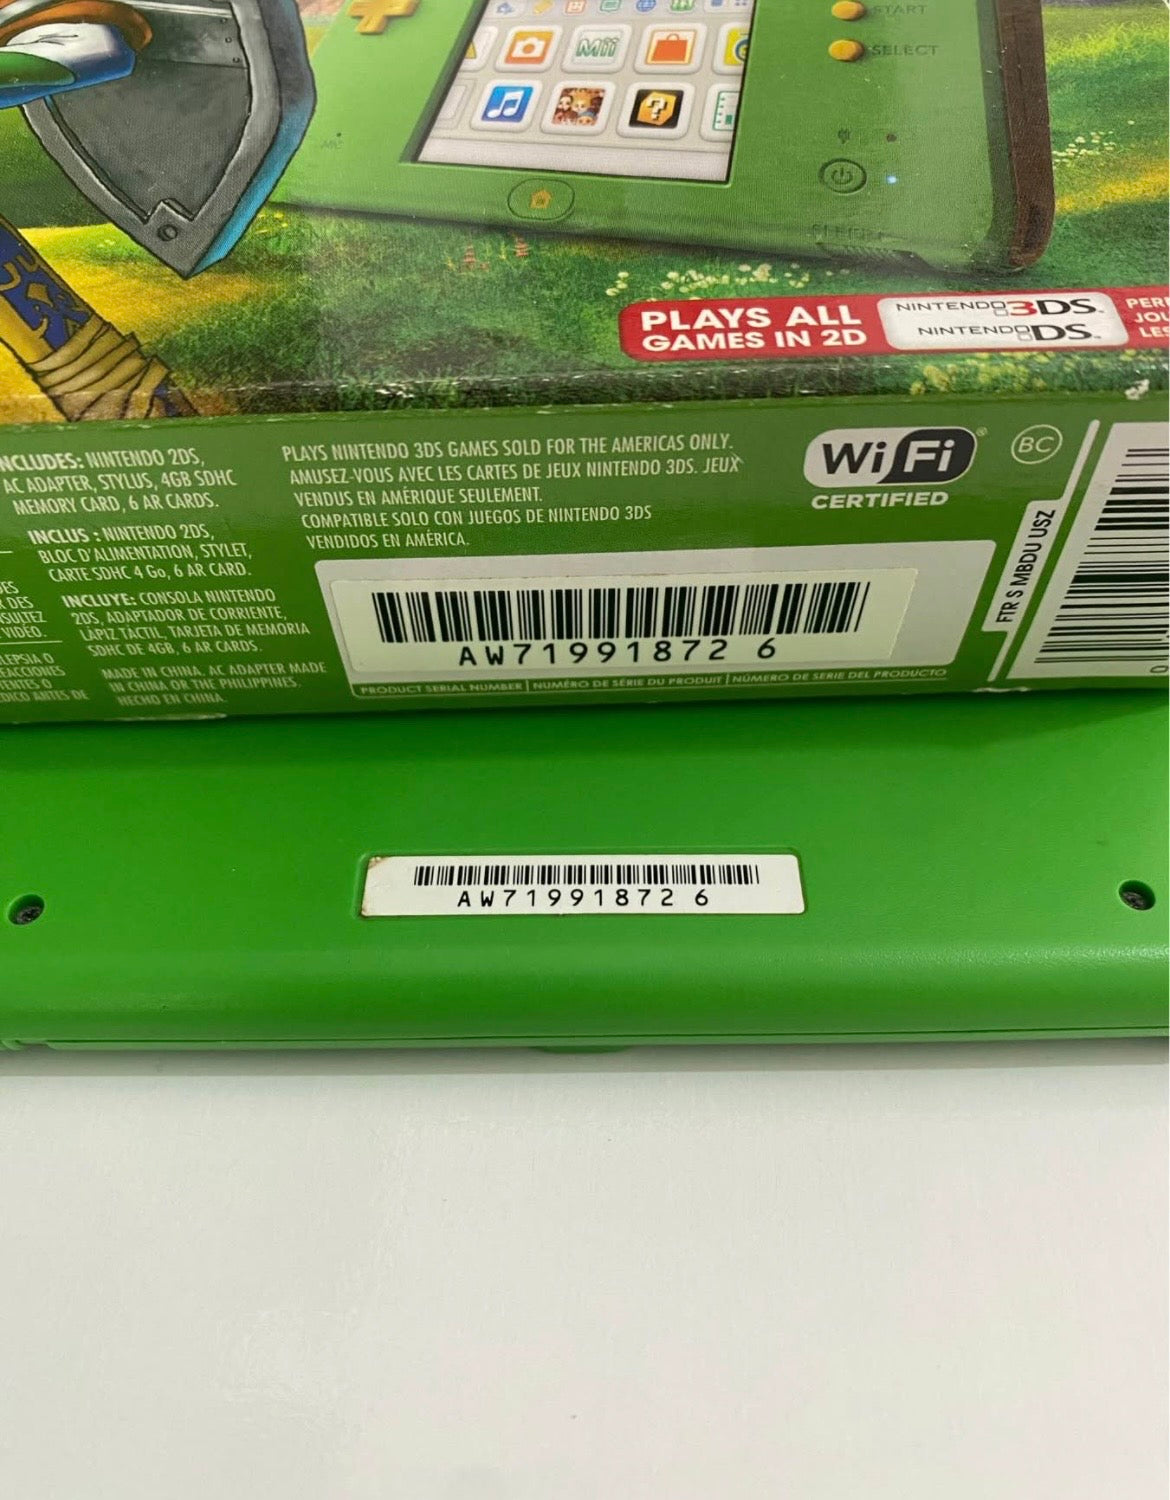 START
SELECT
Mii
MIC
PLAYS ALL
GAMES IN 2D
NINTENDO 3DS™
NINTENDO DS™
NCLUDES: NINTENDO 2DS,
AC ADAPTER, STYLUS, 4GB SDHC
MEMORY CARD, 6 AR CARDS.
INCLUS : NINTENDO 2DS,
BLOC D'ALIMENTATION, STYLET,
CARTE SDHC 4 Go, 6 AR CARD.
INCLUYE: CONSOLA NINTENDO
2DS, ADAPTADOR DE CORRIENTE,
LÁPIZ TÁCTIL, TARJETA DE MEMORIA
SDHC DE 4GB, 6 AR CARDS.
MADE IN CHINA. AC ADAPTER MADE
IN CHINA OR THE PHILIPPINES.
HECHO EN CHINA.
PLAYS NINTENDO 3DS GAMES SOLD FOR THE AMERICAS ONLY.
AMUSEZ-VOUS AVEC LES CARTES DE JEUX NINTENDO 3DS. JEUX
VENDUS EN AMÉRIQUE SEULEMENT.
COMPATIBLE SOLO CON JUEGOS DE NINTENDO 3DS
VENDIDOS EN AMÉRICA.
Wi Fi®
CERTIFIED
BC
FTR S MBDU USZ
AW71991872 6
PRODUCT SERIAL NUMBER | NUMÉRO DE SÉRIE DU PRODUIT | NÚMERO DE SERIE DEL PRODUCTO
AW71991872 6